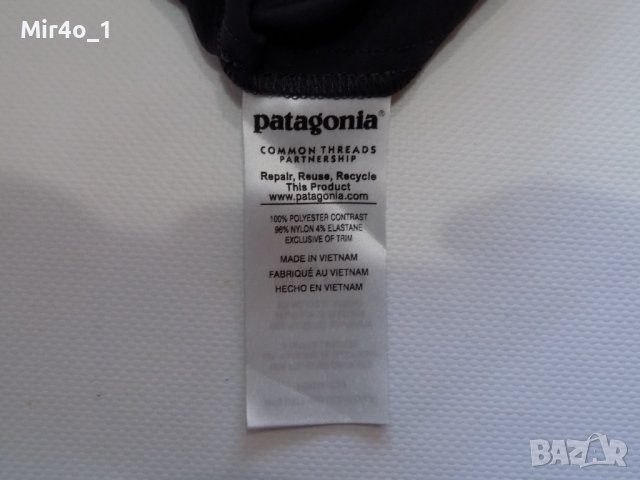 Mir4o_1
patagonia®
COMMON THREADS
PARTNERSHIP
Repair, Reuse, Recycle
This Product
www.patagonia.com
100% POLYESTER CONTRAST
96% NYLON 4% ELASTANE
EXCLUSIVE OF TRIM
MADE IN VIETNAM
FABRIQUÉ AU VIETNAM
HECHO EN VIETNAM
BAZAR